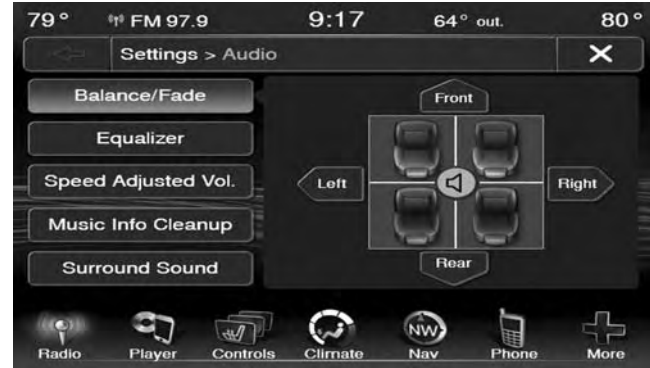 79° FM 97.9 9:17 64° out. 80°
Settings > Audio
Balance/Fade
Equalizer
Speed Adjusted Vol.
Music Info Cleanup
Surround Sound
Front
Left
Right
Rear
NW
Radio Player Controls Climate Nav Phone More